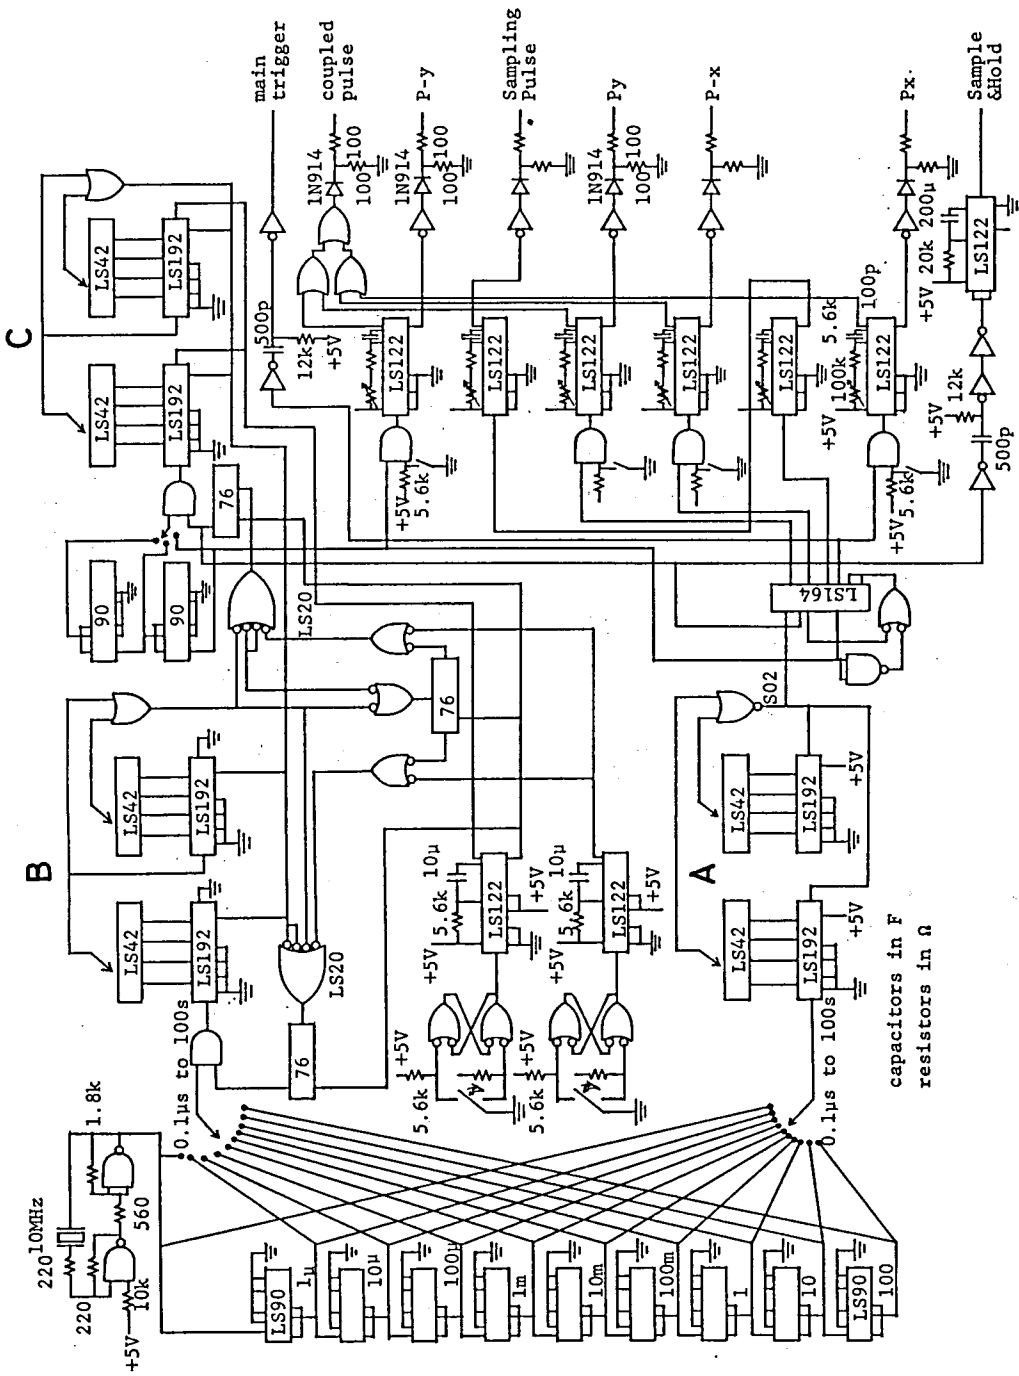 main trigger
coupled pulse
P-y
Sampling Pulse
Py
P-x
Px.
Sample &Hold
C
LS42
LS192
LS42
LS192
500p
12k
+5V
1N914
100
100
1N914
100
100
1N914
100
100
LS122
LS122
LS122
LS122
LS122
LS122
5.6k
100p
100k
+5V
+5V
20k
200μ
LS122
12k
+5V
500p
+5V
5.6k
5.6k
+5V
76
90
90
LS20
LS164
S02
76
B
LS42
LS192
LS42
LS192
LS20
76
5.6k
10μ
+5V
LS122
+5V
5.6k
10μ
+5V
LS122
+5V
+5V
5.6k
+5V
5.6k
A
LS42
LS192
+5V
LS42
LS192
+5V
0.1μs to 100s
0.1μs to 100s
capacitors in F
resistors in Ω
220
10MHz
1.8k
560
220
10k
+5V
LS90
1μ
10μ
100μ
1m
10m
100m
1
10
LS90
100